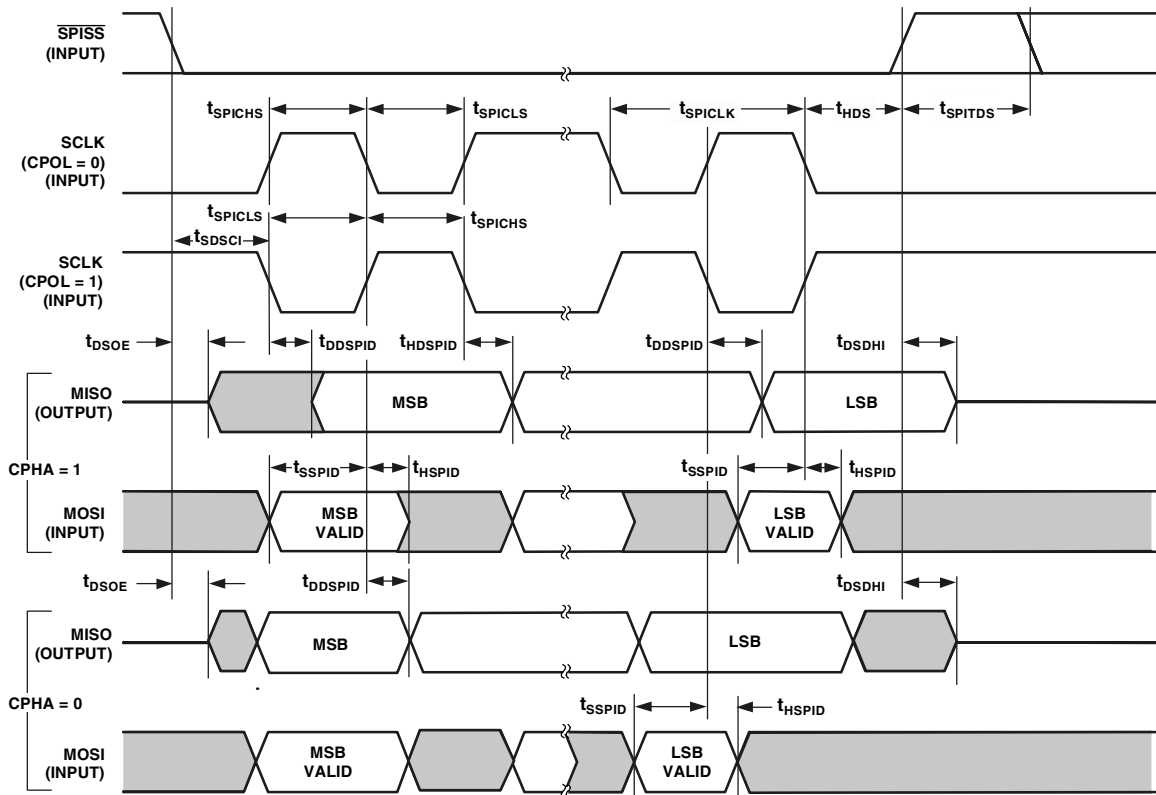 SPISS
(INPUT)
tSPICHS
tSPICLS
tSPICLK
tHDS
tSPITDS
SCLK
(CPOL = 0)
(INPUT)
tSPICLS
tSPICHS
tSDSCI
SCLK
(CPOL = 1)
(INPUT)
tDSOE
tDDSPID
tHDSPID
tDDSPID
tDSDHI
MISO
(OUTPUT)
MSB
LSB
CPHA = 1
tSSPID
tHSPID
tSSPID
tHSPID
MOSI
(INPUT)
MSB
VALID
LSB
VALID
tDSOE
tDDSPID
tDSDHI
MISO
(OUTPUT)
MSB
LSB
CPHA = 0
tSSPID
tHSPID
MOSI
(INPUT)
MSB
VALID
LSB
VALID